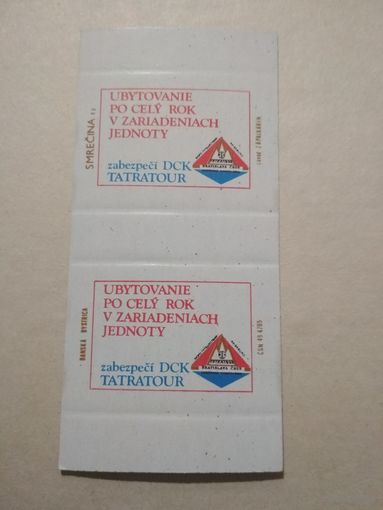 SMREČINA
UBYTOVANIE
PO CELÝ ROK
V ZARIADENIACH
JEDNOTY
zabezpečí DCK
TATRATOUR
BANSKÁ BYSTRICA
UBYTOVANIE
PO CELÝ ROK
V ZARIADENIACH
JEDNOTY
zabezpečí DCK
TATRATOUR
BRATISLAVA ČSSR